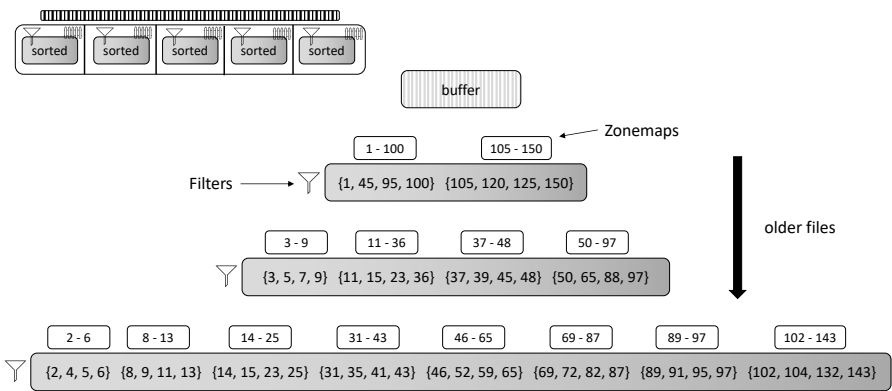 sorted sorted sorted sorted sorted
buffer
Zonemaps
1 - 100 105 - 150
Filters {1, 45, 95, 100} {105, 120, 125, 150}
older files
3 - 9 11 - 36 37 - 48 50 - 97
{3, 5, 7, 9} {11, 15, 23, 36} {37, 39, 45, 48} {50, 65, 88, 97}
2 - 6 8 - 13 14 - 25 31 - 43 46 - 65 69 - 87 89 - 97 102 - 143
{2, 4, 5, 6} {8, 9, 11, 13} {14, 15, 23, 25} {31, 35, 41, 43} {46, 52, 59, 65} {69, 72, 82, 87} {89, 91, 95, 97} {102, 104, 132, 143}